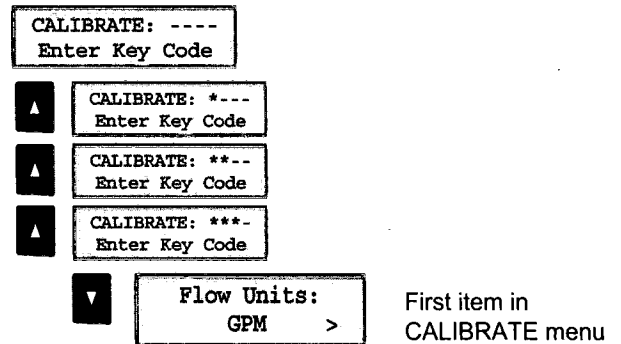 CALIBRATE: ----
Enter Key Code
CALIBRATE: *---
Enter Key Code
CALIBRATE: **--
Enter Key Code
CALIBRATE: ***-
Enter Key Code
Flow Units:
GPM >
First item in
CALIBRATE menu